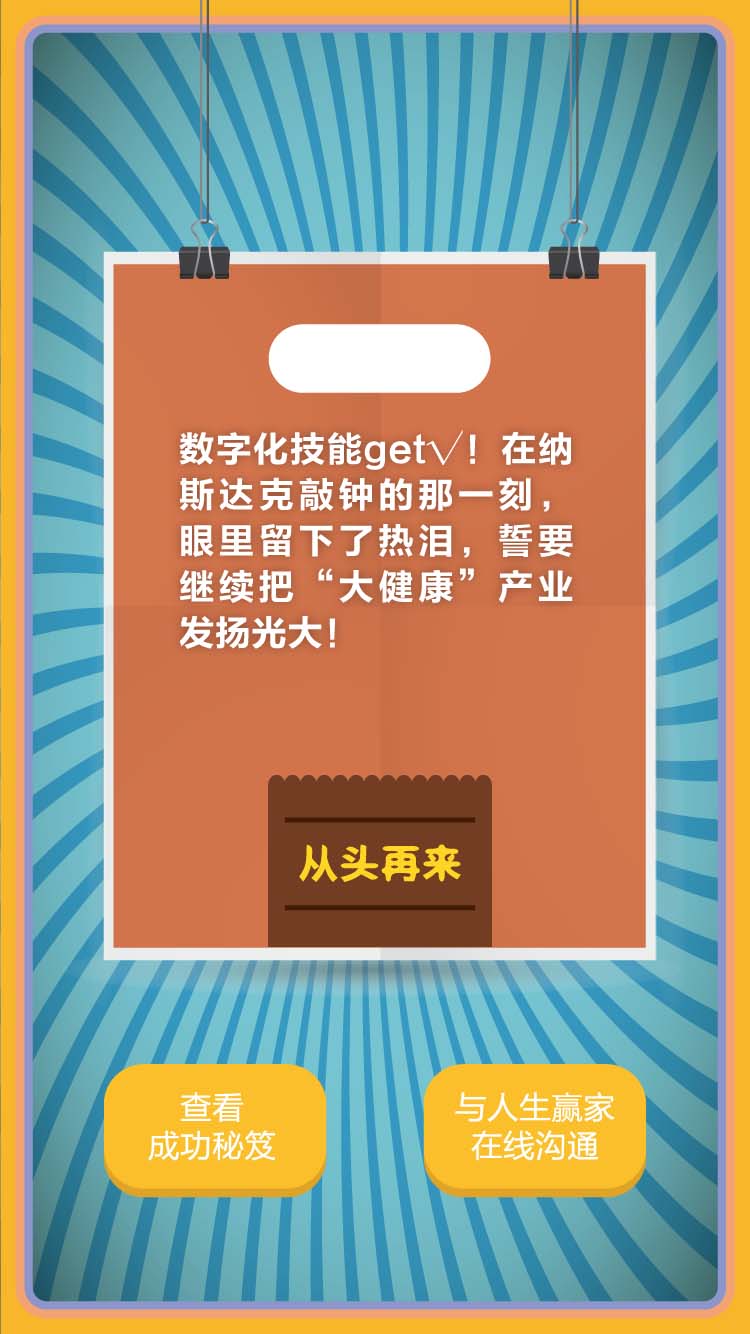 数字化技能get√！在纳
斯达克敲钟的那一刻，
眼里留下了热泪，誓要
继续把“大健康”产业
发扬光大！
从头再来
查看
成功秘笈
与人生赢家
在线沟通